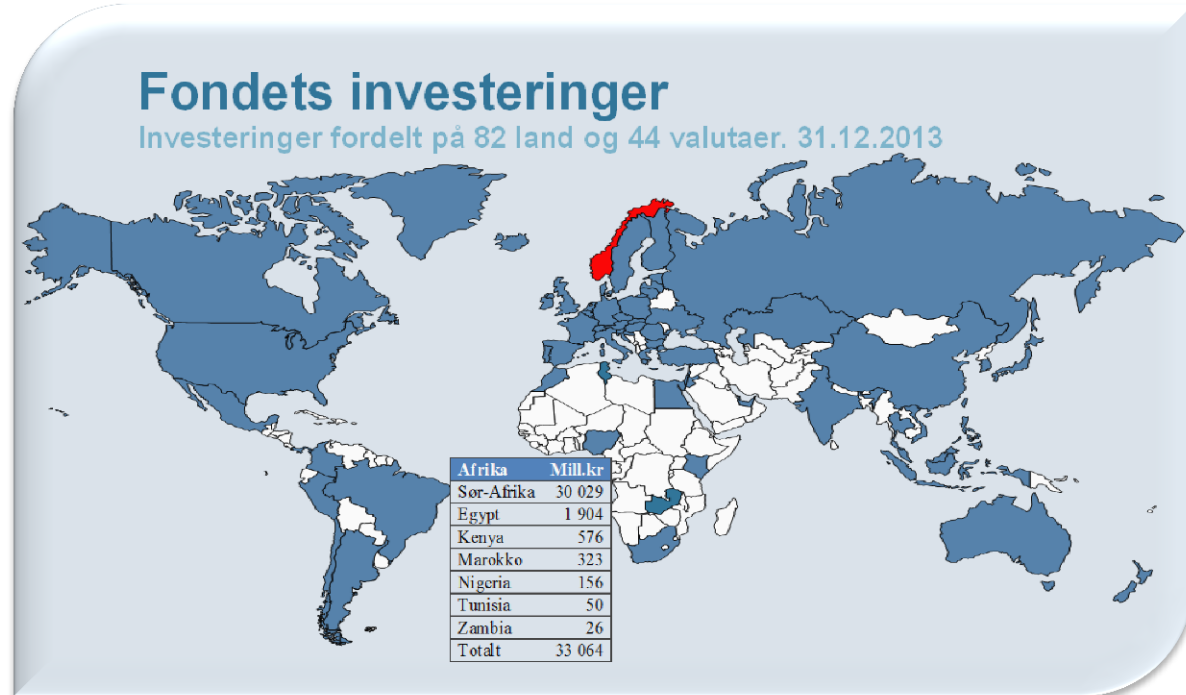 Fondets investeringer
Investeringer fordelt på 82 land og 44 valutaer. 31.12.2013
Afrika Mill.kr
Sør-Afrika 30 029
Egypt 1 904
Kenya 576
Marokko 323
Nigeria 156
Tunisia 50
Zambia 26
Totalt 33 064